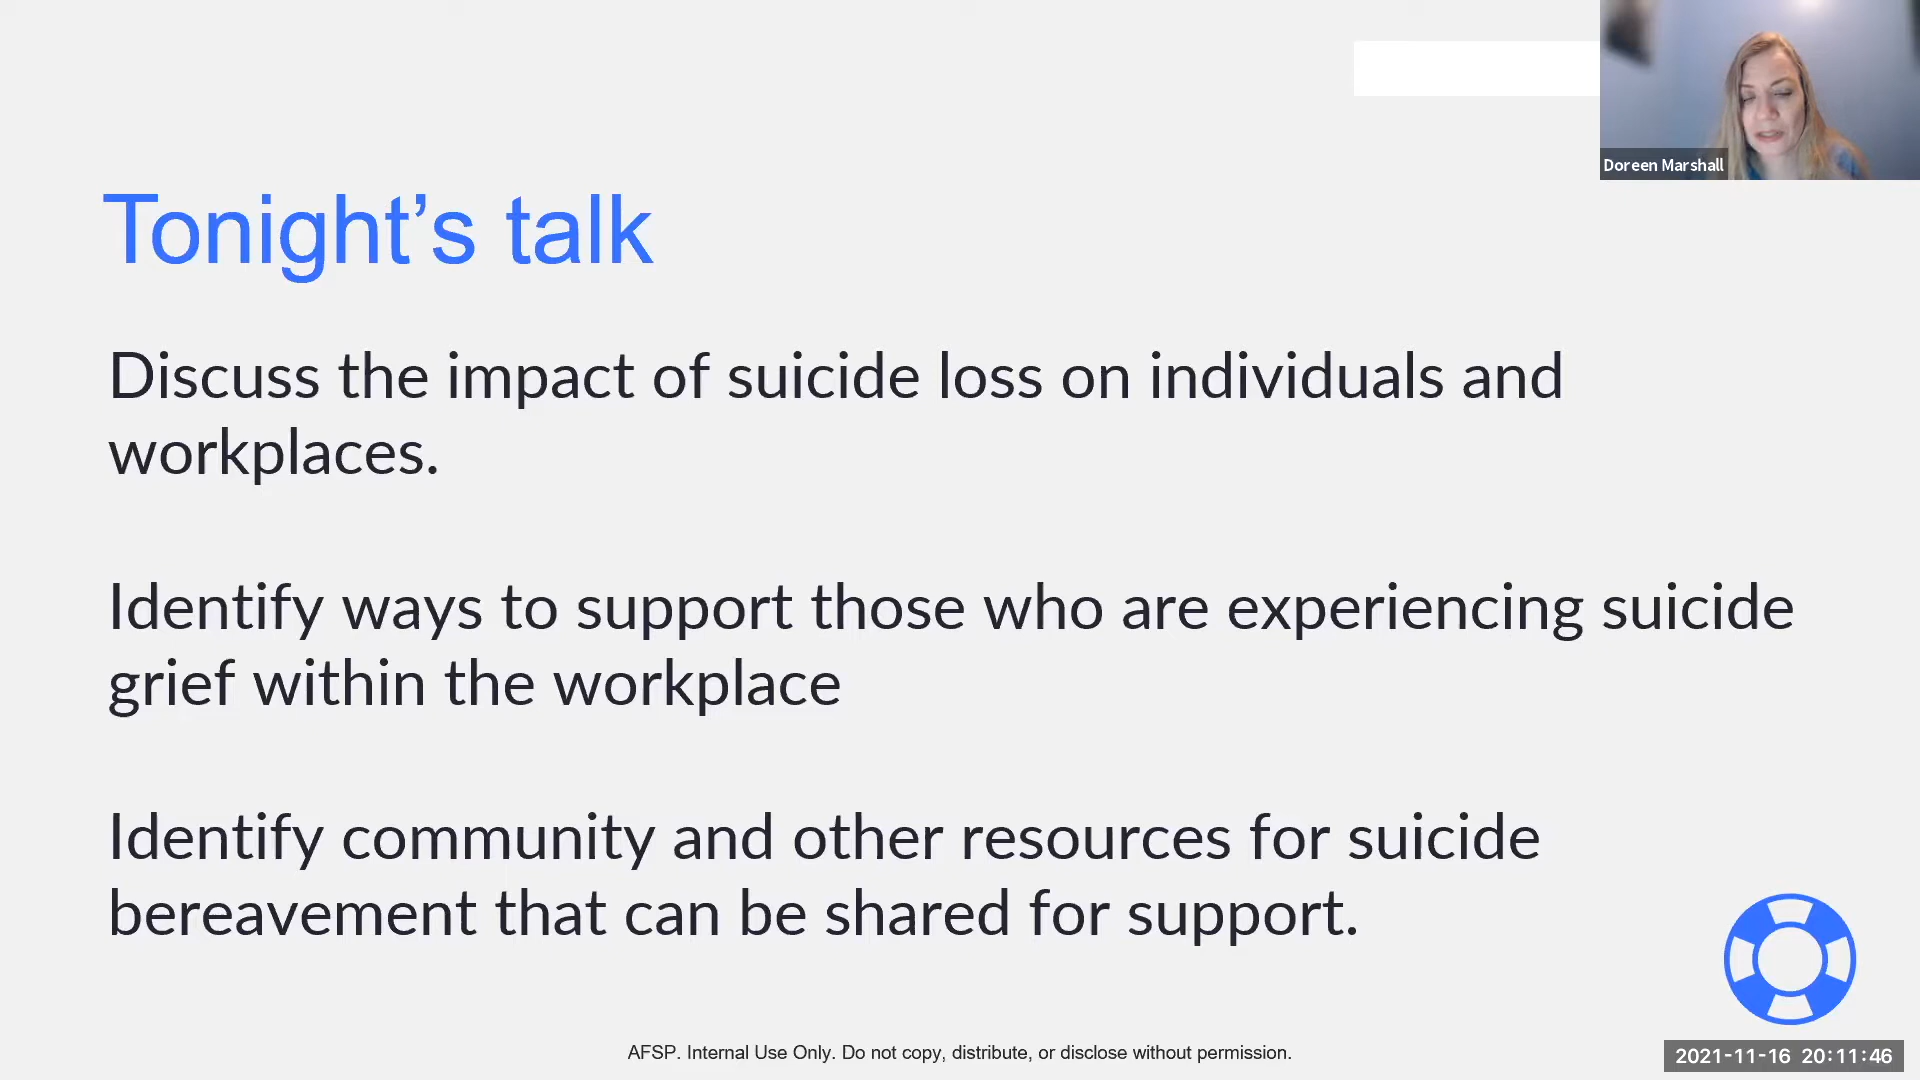 Doreen Marshall
Tonight’s talk
Discuss the impact of suicide loss on individuals and
workplaces.
Identify ways to support those who are experiencing suicide
grief within the workplace
Identify community and other resources for suicide
bereavement that can be shared for support.
AFSP. Internal Use Only. Do not copy, distribute, or disclose without permission.
2021-11-16 20:11:46